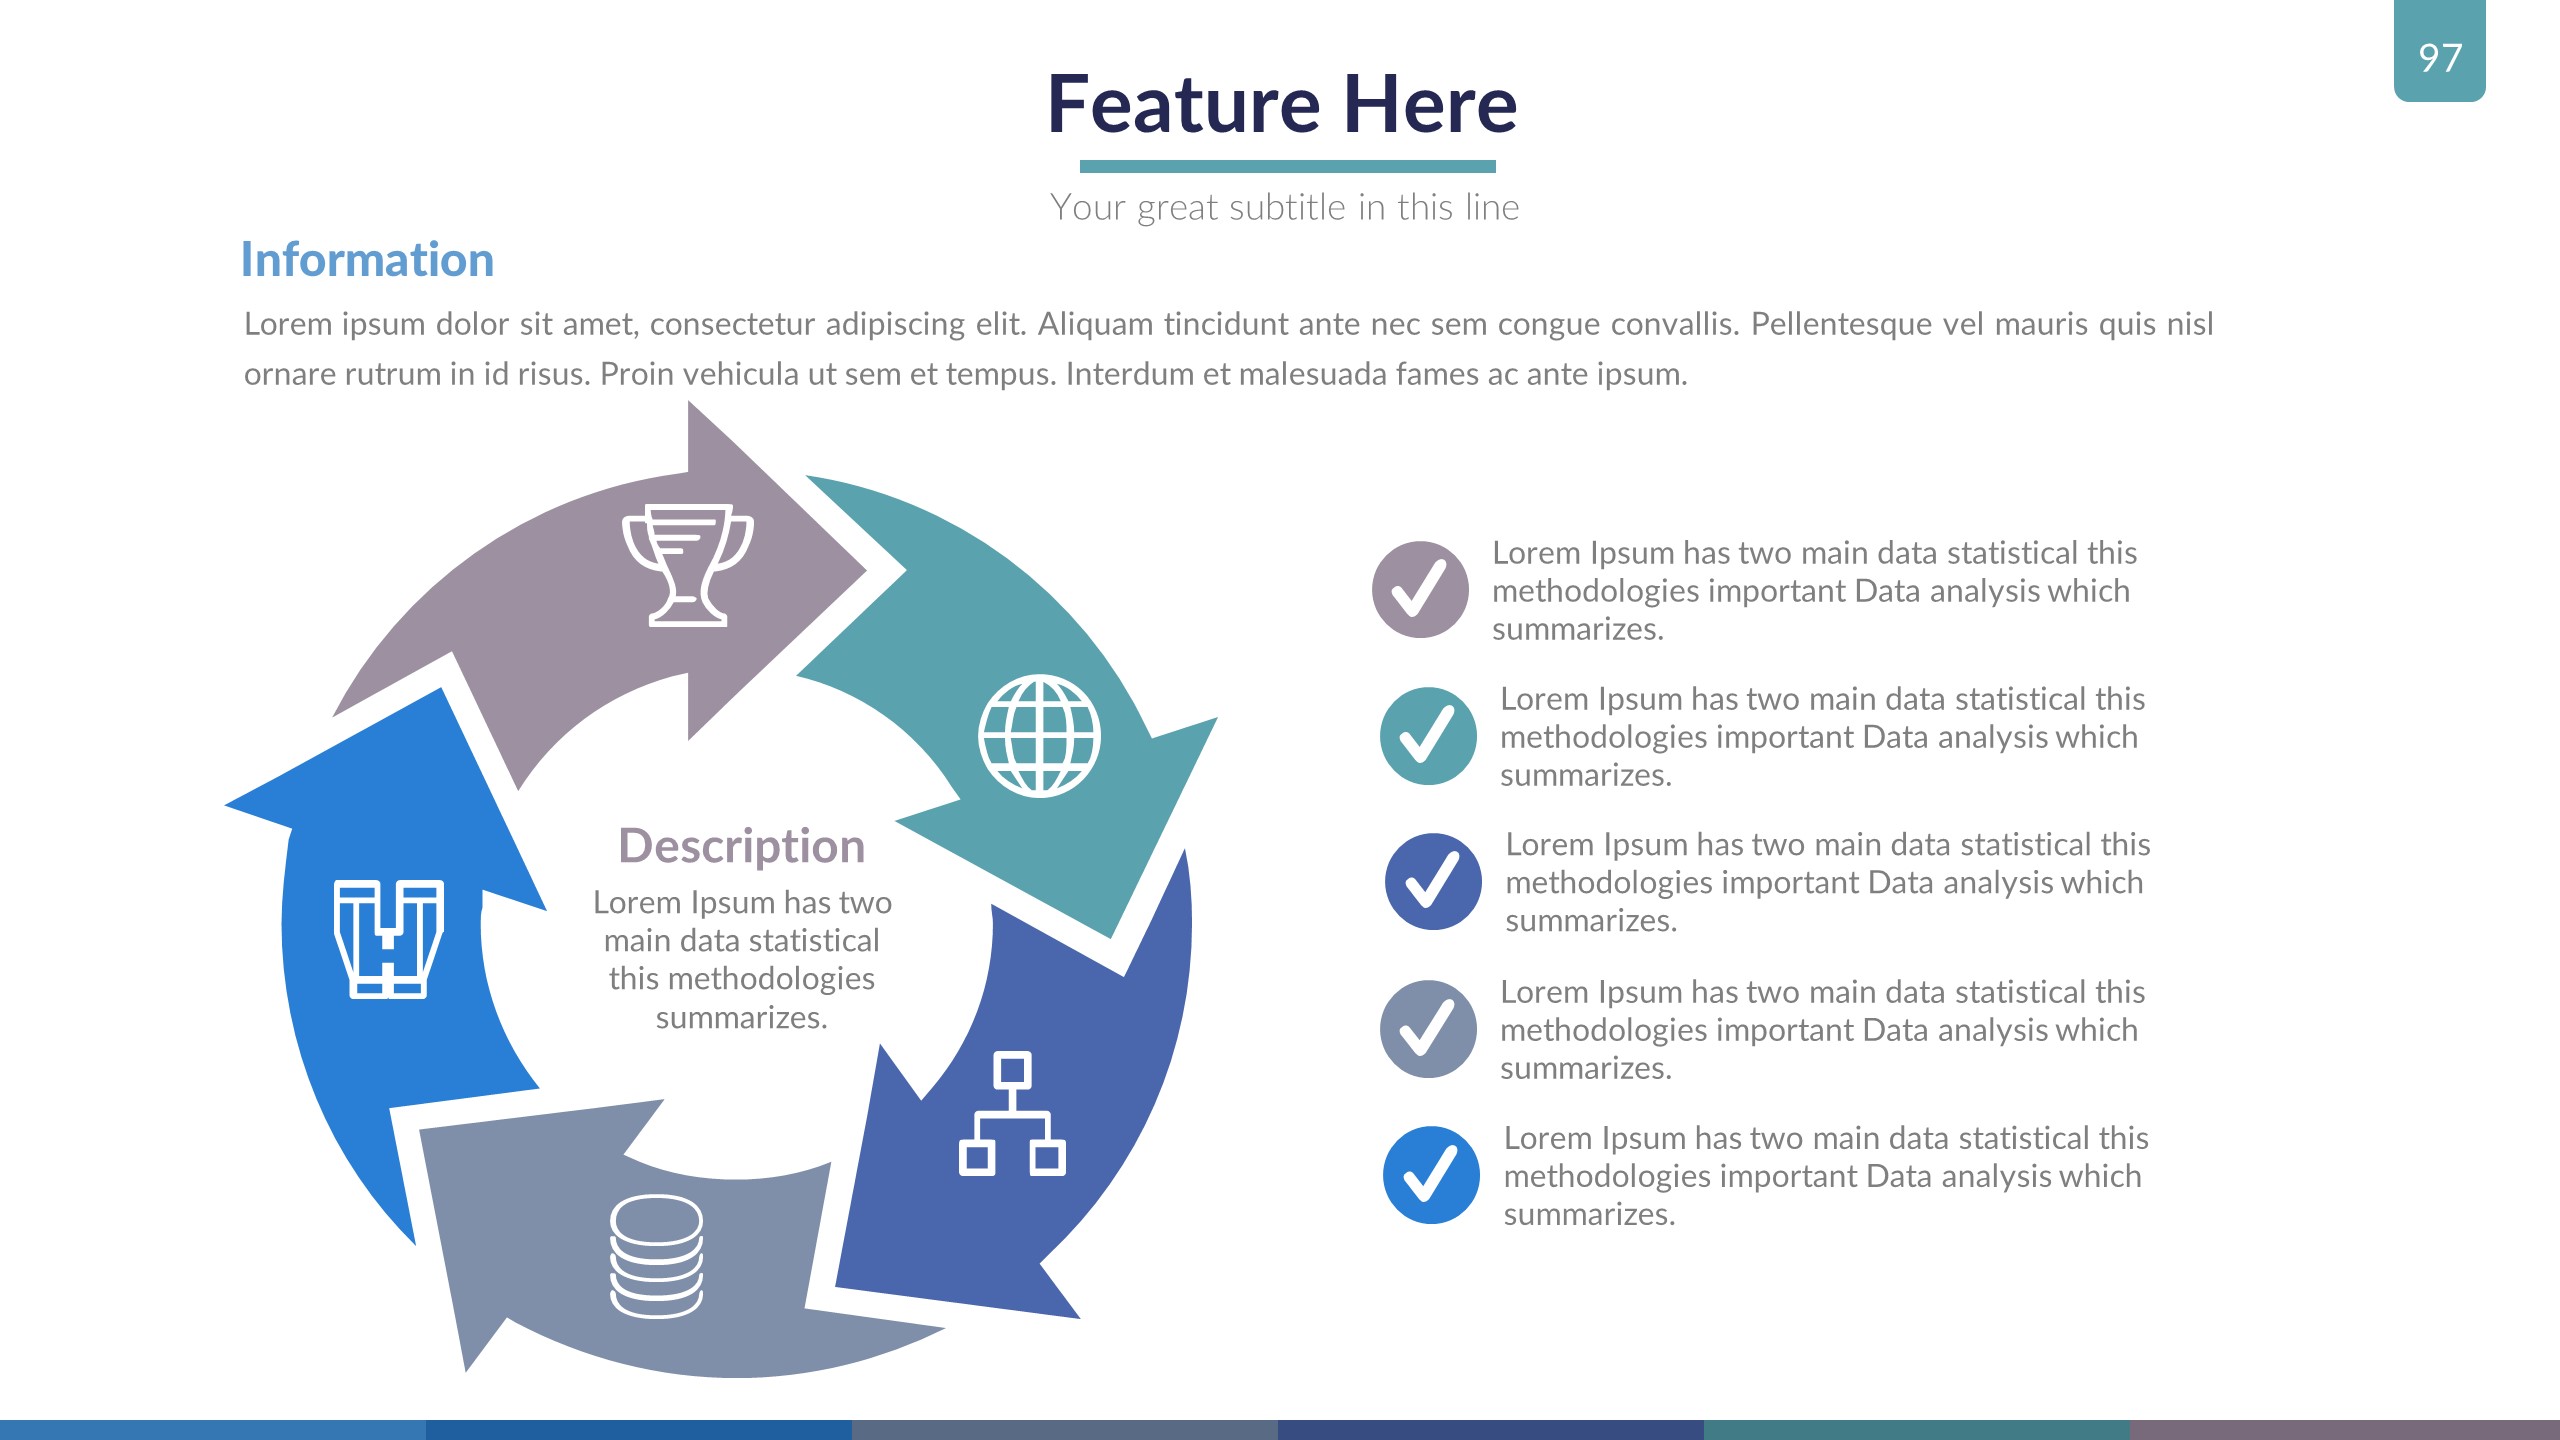 97
Feature Here
Your great subtitle in this line
Information
Lorem ipsum dolor sit amet, consectetur adipiscing elit. Aliquam tincidunt ante nec sem congue convallis. Pellentesque vel mauris quis nisl
ornare rutrum in id risus. Proin vehicula ut sem et tempus. Interdum et malesuada fames ac ante ipsum.
Description
Lorem Ipsum has two
main data statistical
this methodologies
summarizes.
Lorem Ipsum has two main data statistical this
methodologies important Data analysis which
summarizes.
Lorem Ipsum has two main data statistical this
methodologies important Data analysis which
summarizes.
Lorem Ipsum has two main data statistical this
methodologies important Data analysis which
summarizes.
Lorem Ipsum has two main data statistical this
methodologies important Data analysis which
summarizes.
Lorem Ipsum has two main data statistical this
methodologies important Data analysis which
summarizes.